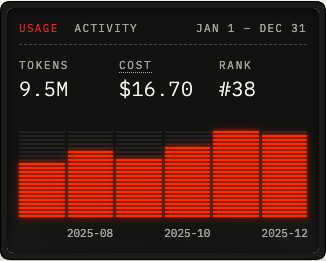 USAGE ACTIVITY JAN 1 – DEC 31
TOKENS COST RANK
9.5M $16.70 #38
2025-08 2025-10 2025-12